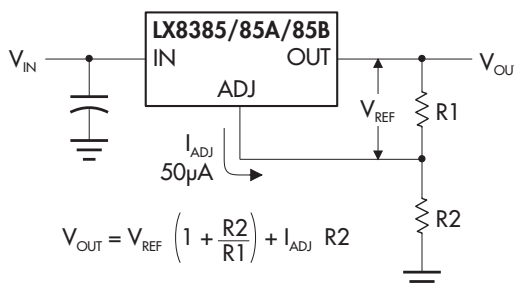 LX8385/85A/85B
IN OUT
ADJ
V_IN
V_OUT
V_REF
R1
I_ADJ
50µA
R2
V_OUT = V_REF (1 + R2/R1) + I_ADJ R2